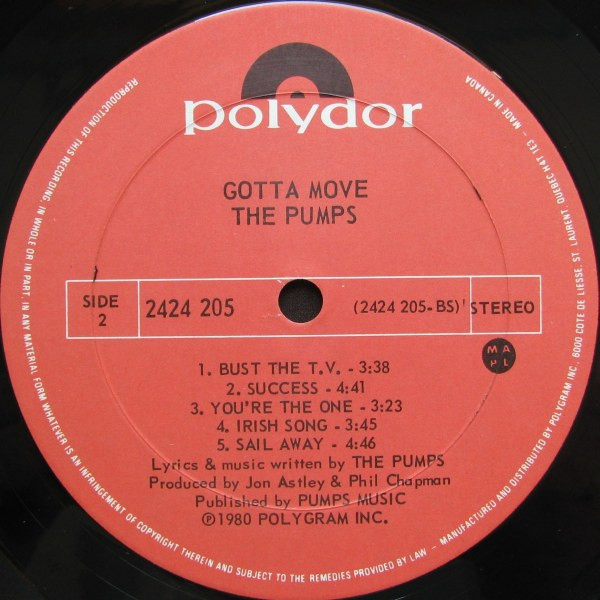 polydor
GOTTA MOVE
THE PUMPS
SIDE
2
2424 205
(2424 205-BS)'
STEREO
M A
P L
1. BUST THE T.V. - 3:38
2. SUCCESS - 4:41
3. YOU'RE THE ONE - 3:23
4. IRISH SONG - 3:45
5. SAIL AWAY - 4:46
Lyrics & music written by THE PUMPS
Produced by Jon Astley & Phil Chapman
Published by PUMPS MUSIC
℗1980 POLYGRAM INC.
REPRODUCTION OF THIS RECORDING, IN WHOLE OR IN PART, IN ANY MATERIAL FORM WHATEVER IS AN INFRINGEMENT OF COPYRIGHT THEREIN AND SUBJECT TO THE REMEDIES PROVIDED BY LAW – MANUFACTURED AND DISTRIBUTED BY POLYGRAM INC. 6000 COTE DE LIESSE, ST. LAURENT, QUEBEC H4T 1E3 – MADE IN CANADA